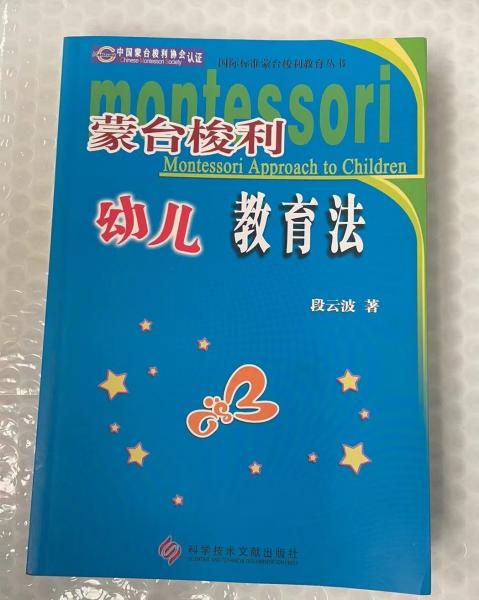 中国蒙台梭利协会认证
Chinese Montessori Society
国际标准蒙台梭利教育丛书
montessori
蒙台梭利
Montessori Approach to Children
幼儿 教育法
段云波 著
科学技术文献出版社